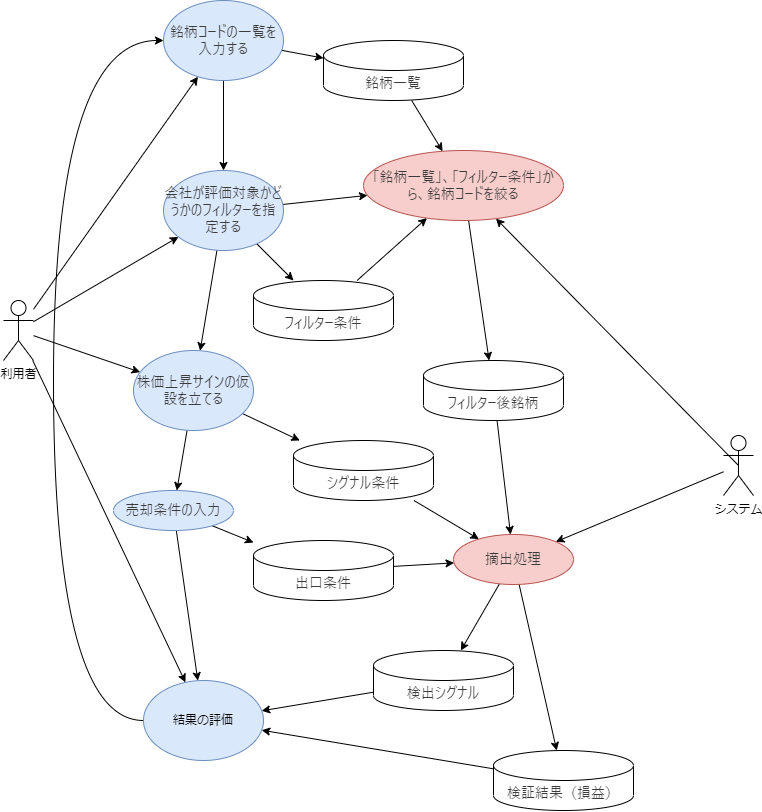 銘柄コードの一覧を
入力する
銘柄一覧
「銘柄一覧」、「フィルター条件」か
ら、銘柄コードを絞る
会社が評価対象かど
うかのフィルターを指
定する
フィルター条件
利用者
株価上昇サインの仮
設を立てる
フィルター後銘柄
シグナル条件
システム
売却条件の入力
出口条件
摘出処理
検出シグナル
結果の評価
検証結果（損益）